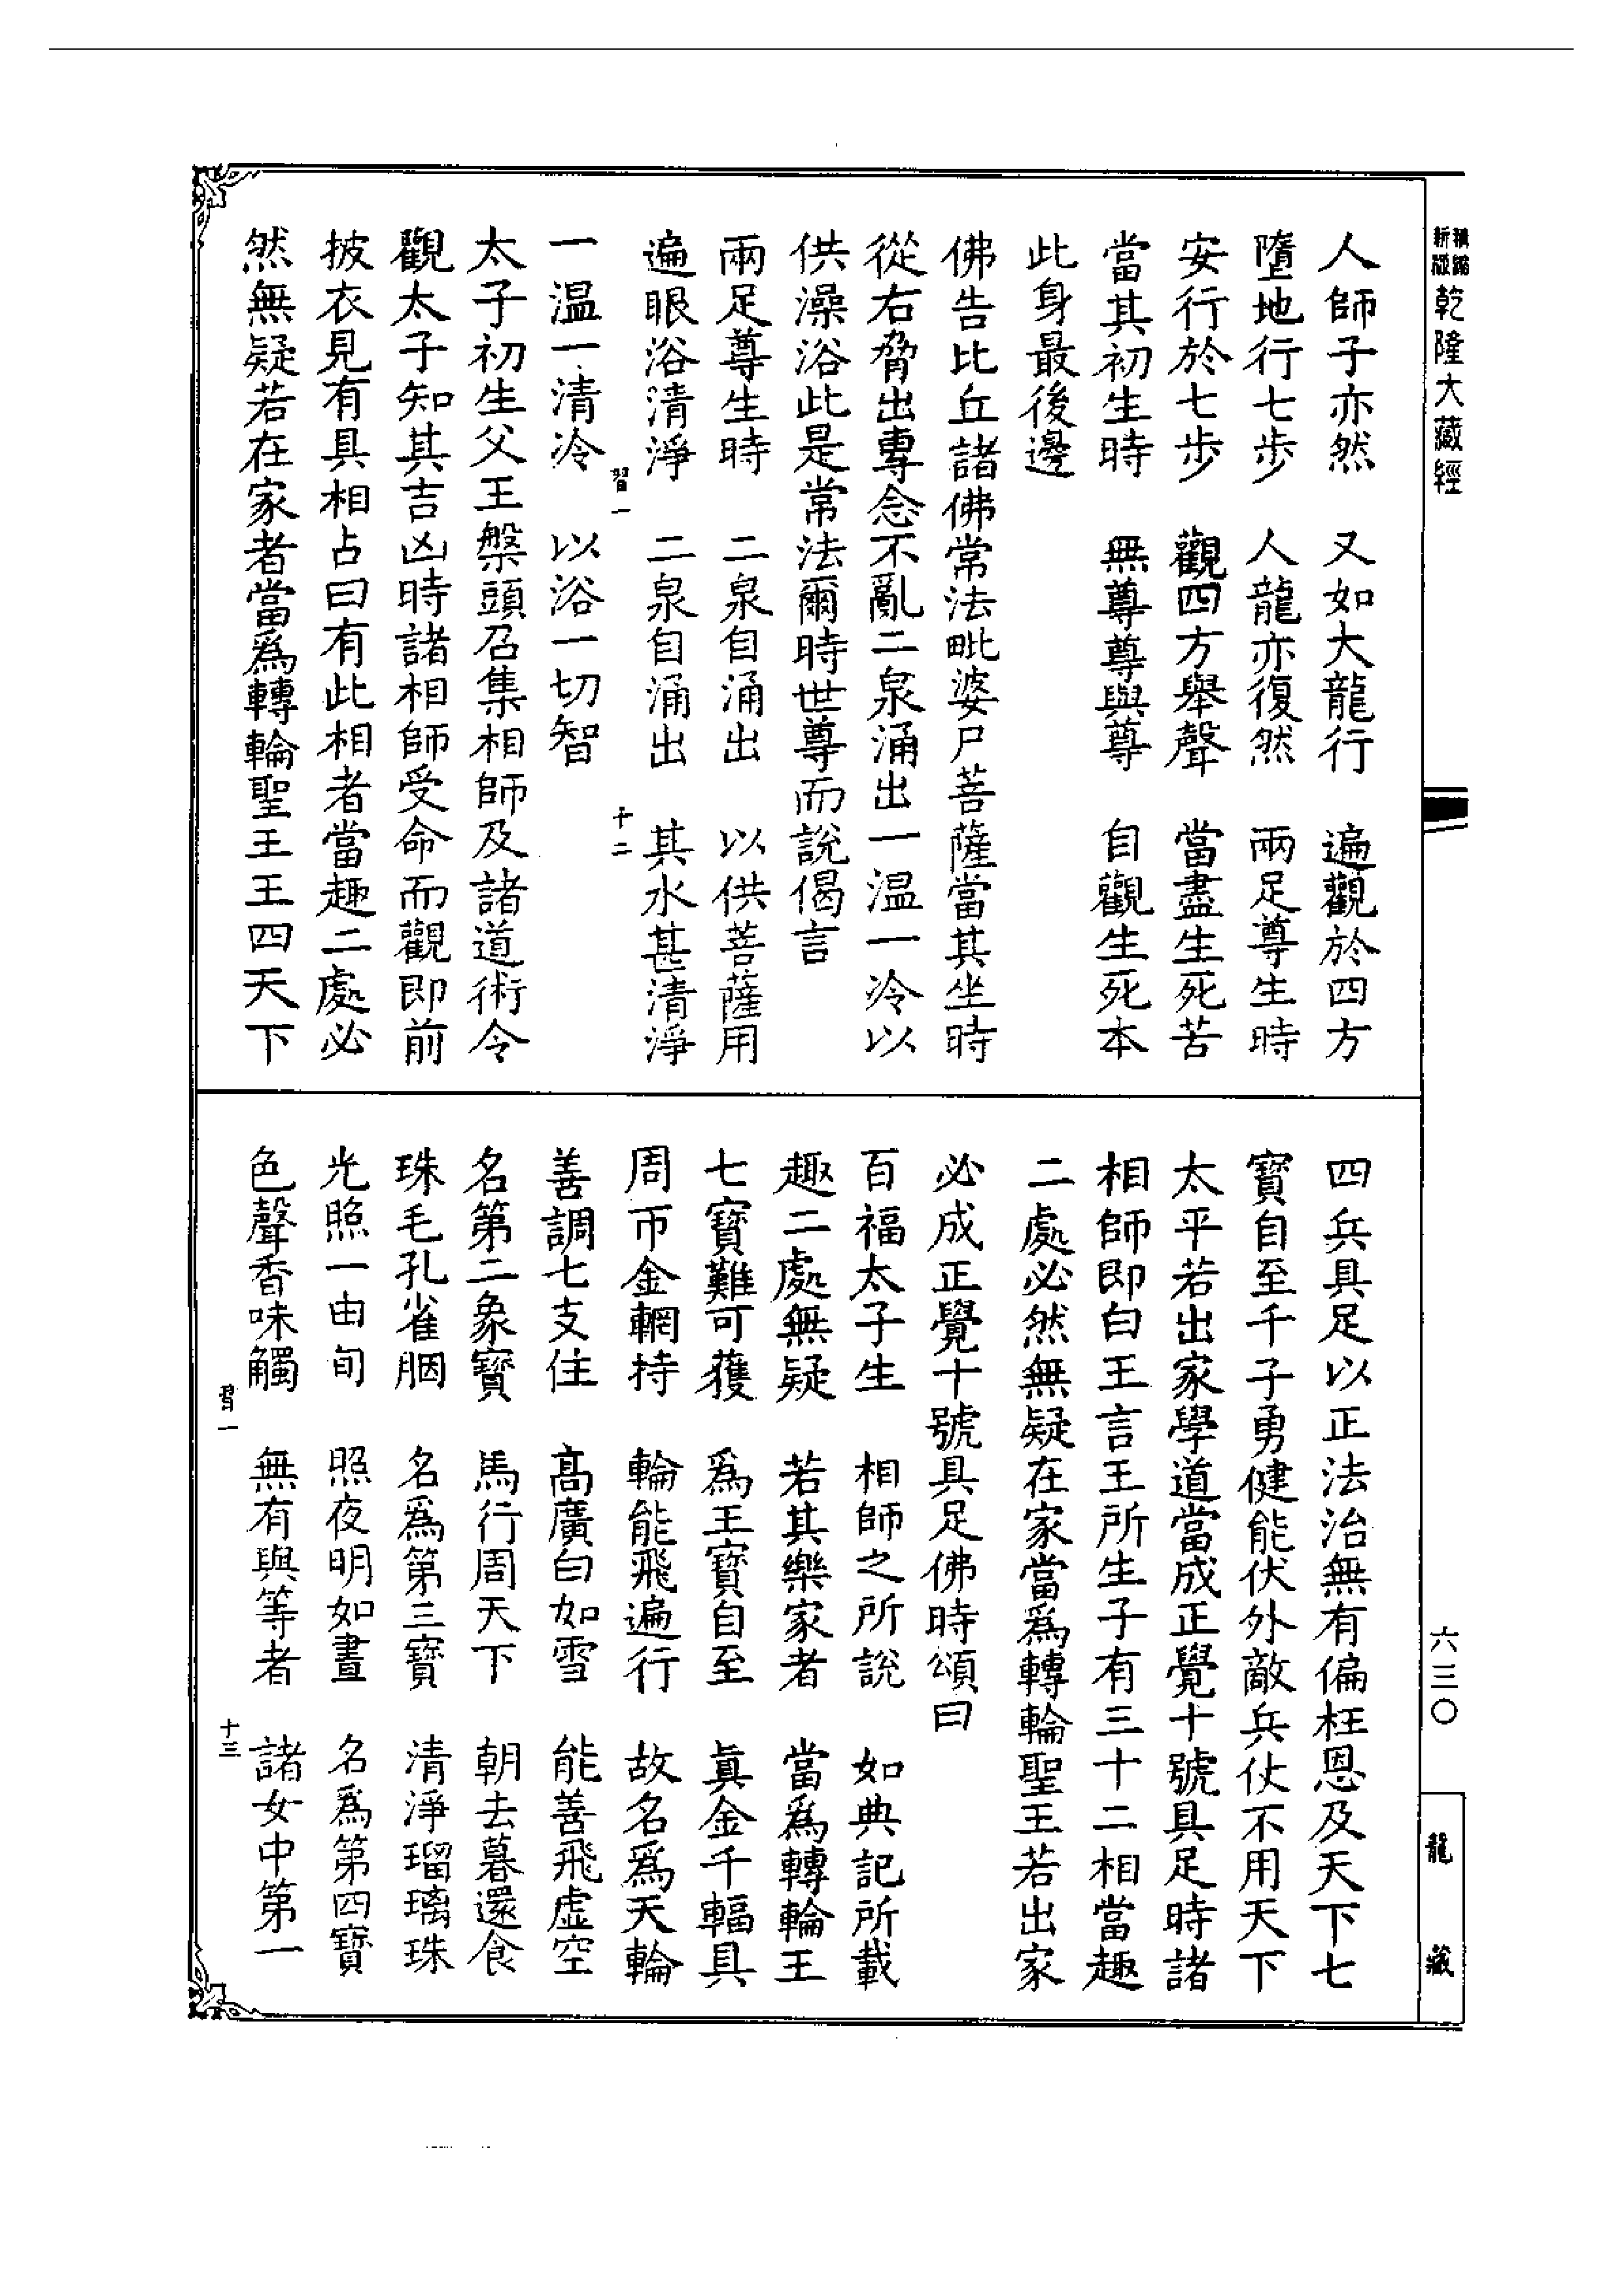 新編縮版乾隆大藏經
人師子亦然　又如大龍行　遍觀於四方
墮地行七步　人龍亦復然　兩足尊生時
安行於七步　觀四方舉聲　當盡生死苦
當其初生時　無尊尊與尊　自觀生死本
此身最後邊
佛告比丘諸佛常法毗婆尸菩薩當其坐時
從右脅出專念不亂二泉涌出一温一冷以
供澡浴此是常法爾時世尊而說偈言
兩足尊生時　二泉自涌出　以供菩薩用
遍眼浴清淨　二泉自涌出　其水甚清淨
習一　十二
一温一清冷　以浴一切智
太子初生父王槃頭召集相師及諸道術令
觀太子知其吉凶時諸相師受命而觀即前
披衣見有具相占曰有此相者當趣二處必
然無疑若在家者當爲轉輪聖王王四天下
四兵具足以正法治無有偏枉恩及天下七
寶自至千子勇健能伏外敵兵仗不用天下
太平若出家學道當成正覺十號具足時諸
相師即白王言王所生子有三十二相當趣
二處必然無疑在家當爲轉輪聖王若出家
必成正覺十號具足佛時頌曰
百福太子生　相師之所說　如典記所載
趣二處無疑　若其樂家者　當爲轉輪王
七寶難可獲　爲王寶自至　真金千輻具
周帀金輞持　輪能飛遍行　故名爲天輪
善調七支住　高廣白如雪　能善飛虛空
名第二象寶　馬行周天下　朝去暮還食
珠毛孔雀胭　名爲第三寶　清淨瑠璃珠
光照一由旬　照夜明如晝　名爲第四寶
色聲香味觸　無有與等者　諸女中第一
習一　十三
六三〇
龍藏